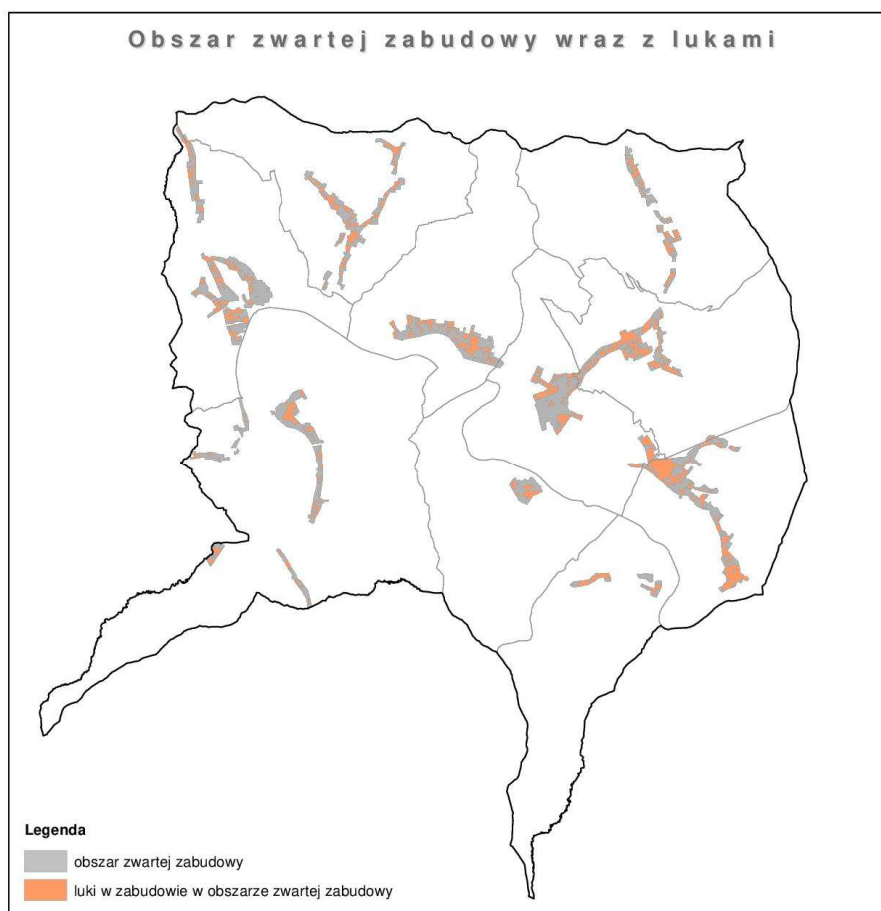 Obszar zwartej zabudowy wraz z lukami
Legenda
obszar zwartej zabudowy
luki w zabudowie w obszarze zwartej zabudowy